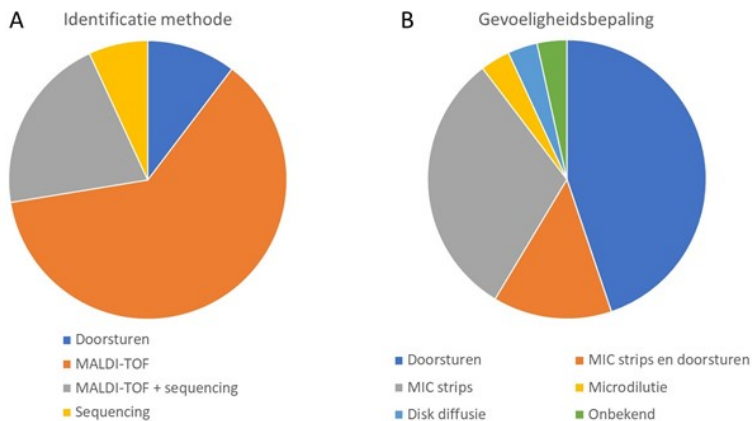 A Identificatie methode
Doorsturen
MALDI-TOF
MALDI-TOF + sequencing
Sequencing
B Gevoeligheidsbepaling
Doorsturen MIC strips en doorsturen
MIC strips Microdilutie
Disk diffusie Onbekend